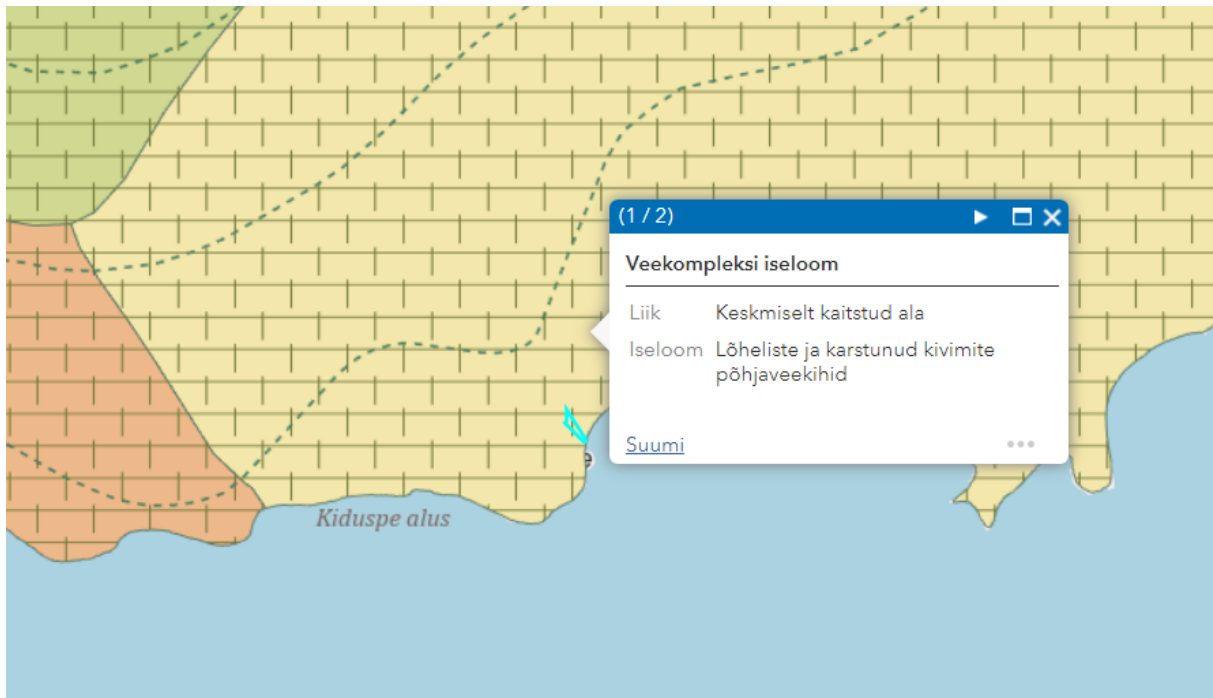 (1 / 2)
Veekompleksi iseloom
Liik Keskmiselt kaitstud ala
Iseloom Lõheliste ja karstunud kivimite
põhjaveekihid
Suumi
e
Kiduspe alus